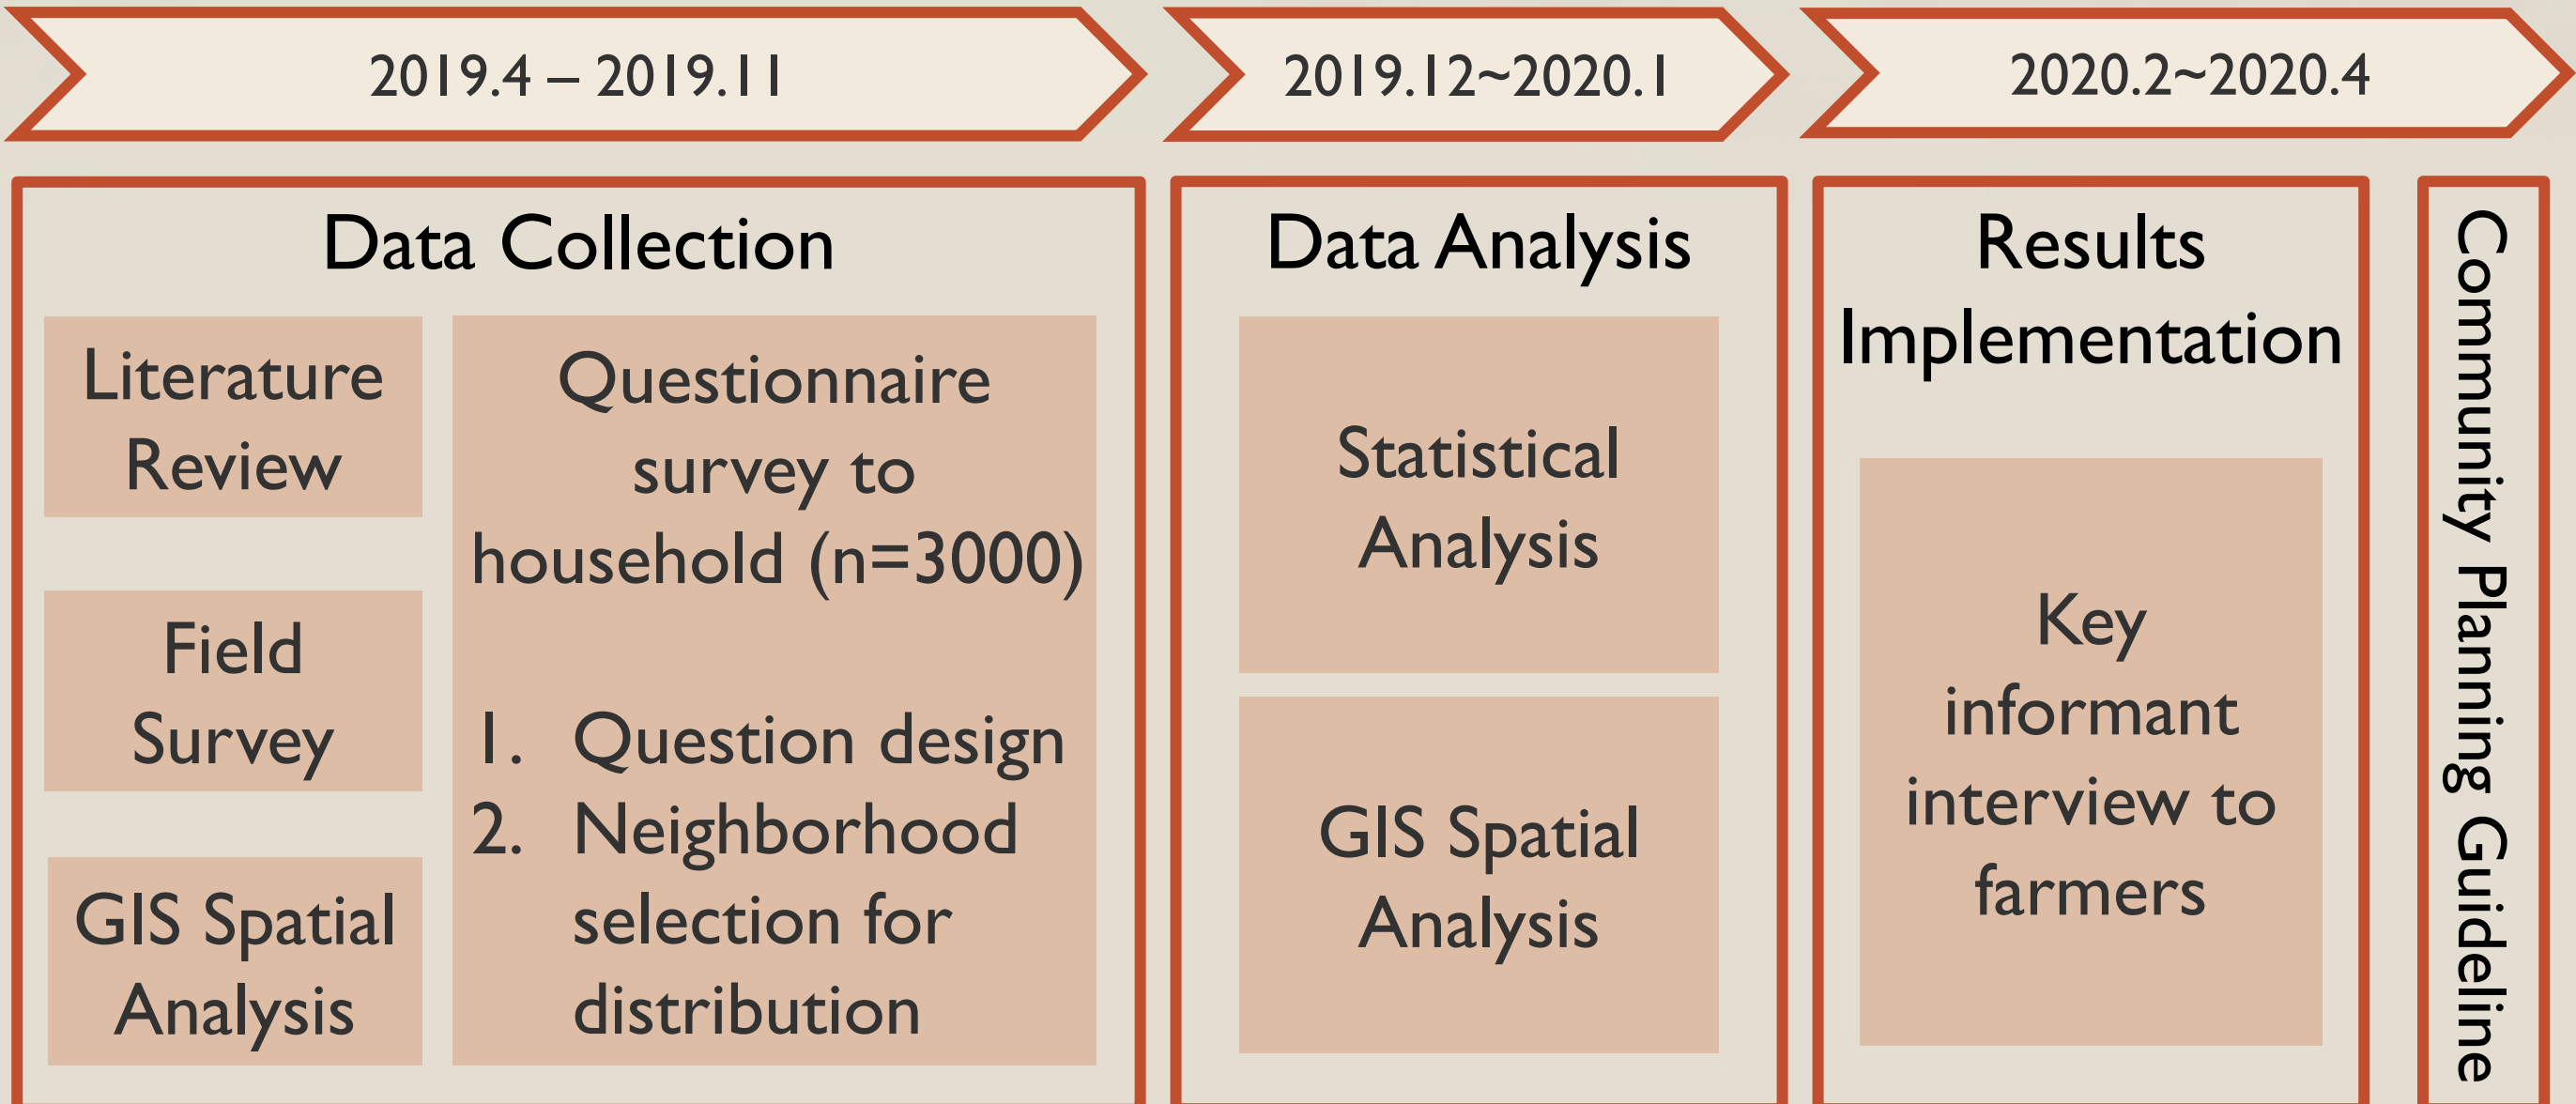 2019.4 – 2019.11
2019.12~2020.1
2020.2~2020.4
Data Collection
Literature
Review
Field
Survey
GIS Spatial
Analysis
Questionnaire
survey to
household (n=3000)
1. Question design
2. Neighborhood
selection for
distribution
Data Analysis
Statistical
Analysis
GIS Spatial
Analysis
Results
Implementation
Key
informant
interview to
farmers
Community Planning Guideline